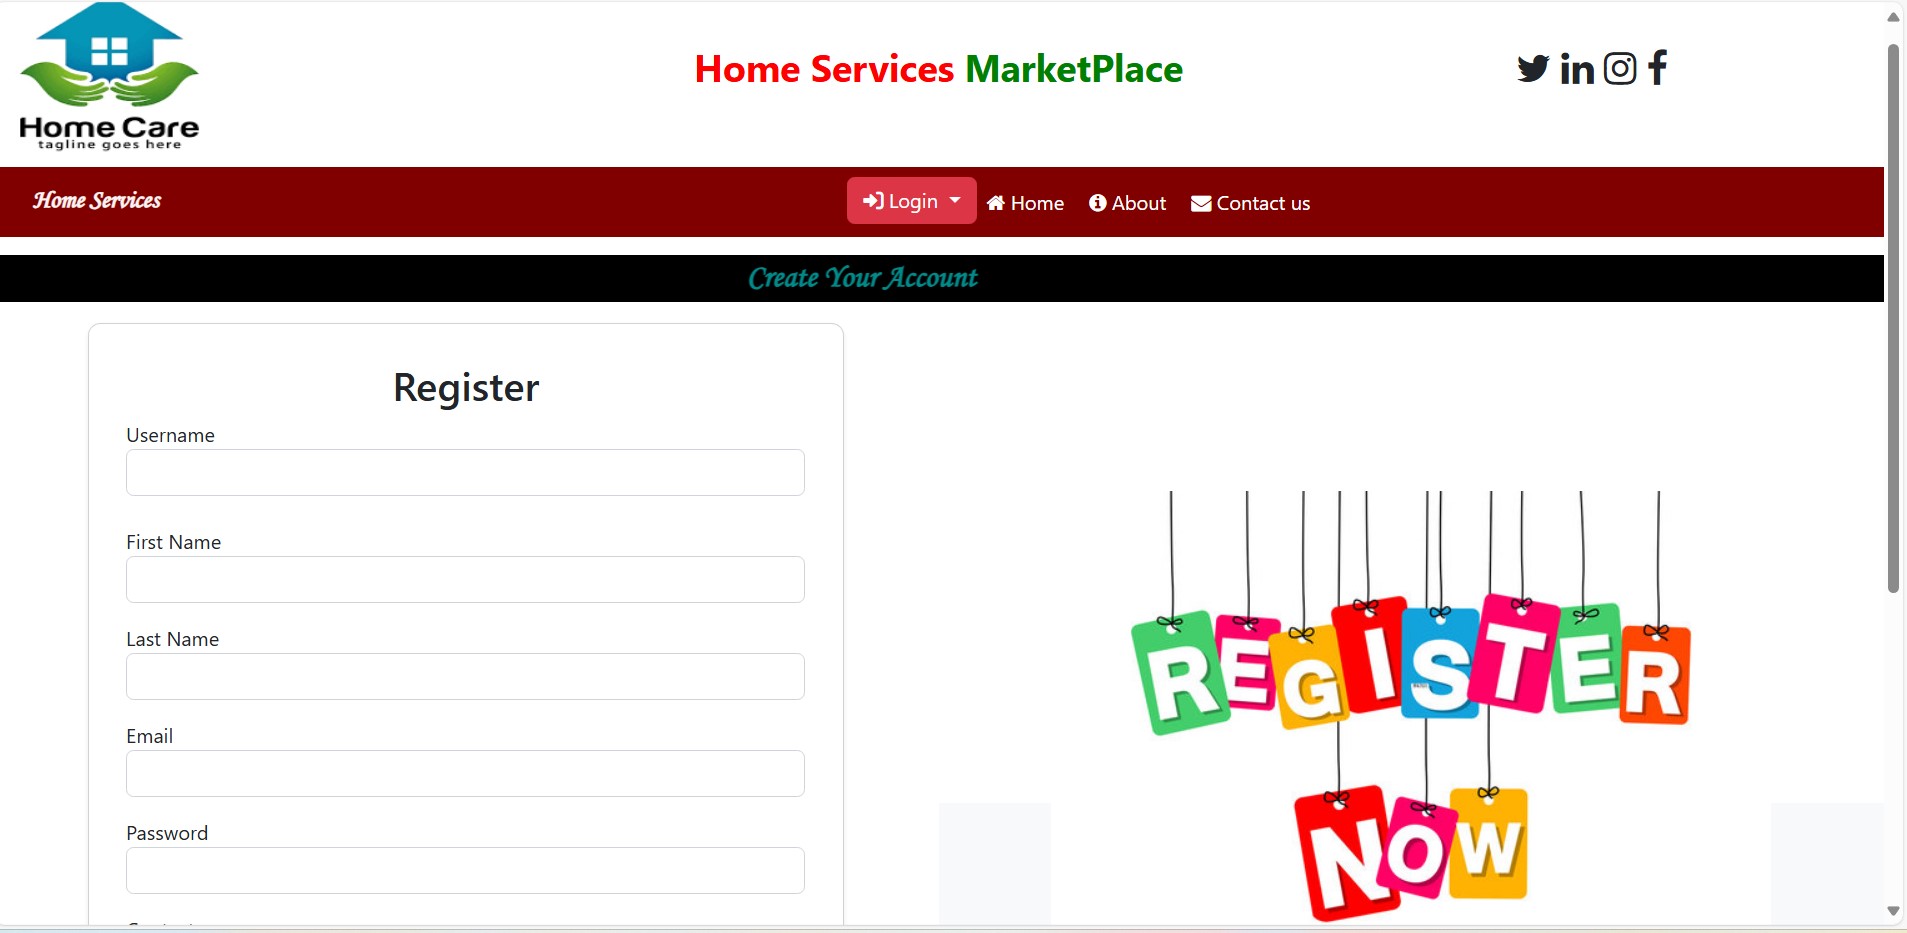 Home Care
tagline goes here
Home Services MarketPlace
Home Services
Login Home About Contact us
Create Your Account
Register
Username
First Name
Last Name
Email
Password
REGISTER
NOW